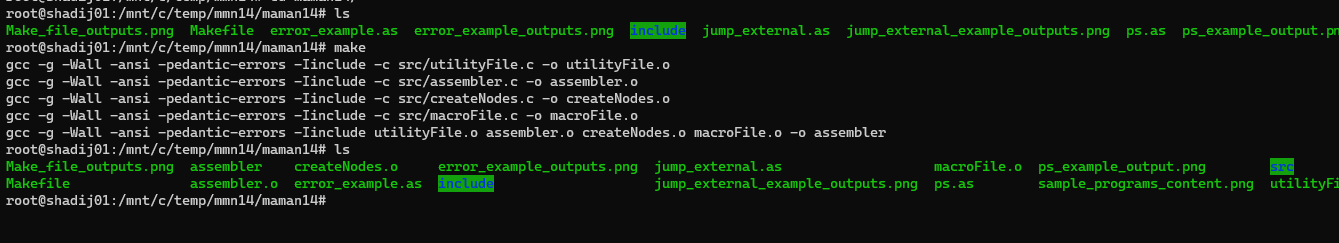 root@shadij01:/mnt/c/temp/mmn14/maman14# ls
Make_file_outputs.png Makefile error_example.as error_example_outputs.png include jump_external.as jump_external_example_outputs.png ps.as
root@shadij01:/mnt/c/temp/mmn14/maman14# make
gcc -g -Wall -ansi -pedantic-errors -Iinclude -c src/utilityFile.c -o utilityFile.o
gcc -g -Wall -ansi -pedantic-errors -Iinclude -c src/assembler.c -o assembler.o
gcc -g -Wall -ansi -pedantic-errors -Iinclude -c src/createNodes.c -o createNodes.o
gcc -g -Wall -ansi -pedantic-errors -Iinclude -c src/macroFile.c -o macroFile.o
gcc -g -Wall -ansi -pedantic-errors -Iinclude utilityFile.o assembler.o createNodes.o macroFile.o -o assembler
root@shadij01:/mnt/c/temp/mmn14/maman14# ls
Make_file_outputs.png assembler createNodes.o error_example_outputs.png jump_external.as macroFile.o ps_example_output.png src
Makefile assembler.o error_example.as include jump_external_example_outputs.png ps.as sample_programs_content.png
root@shadij01:/mnt/c/temp/mmn14/maman14#